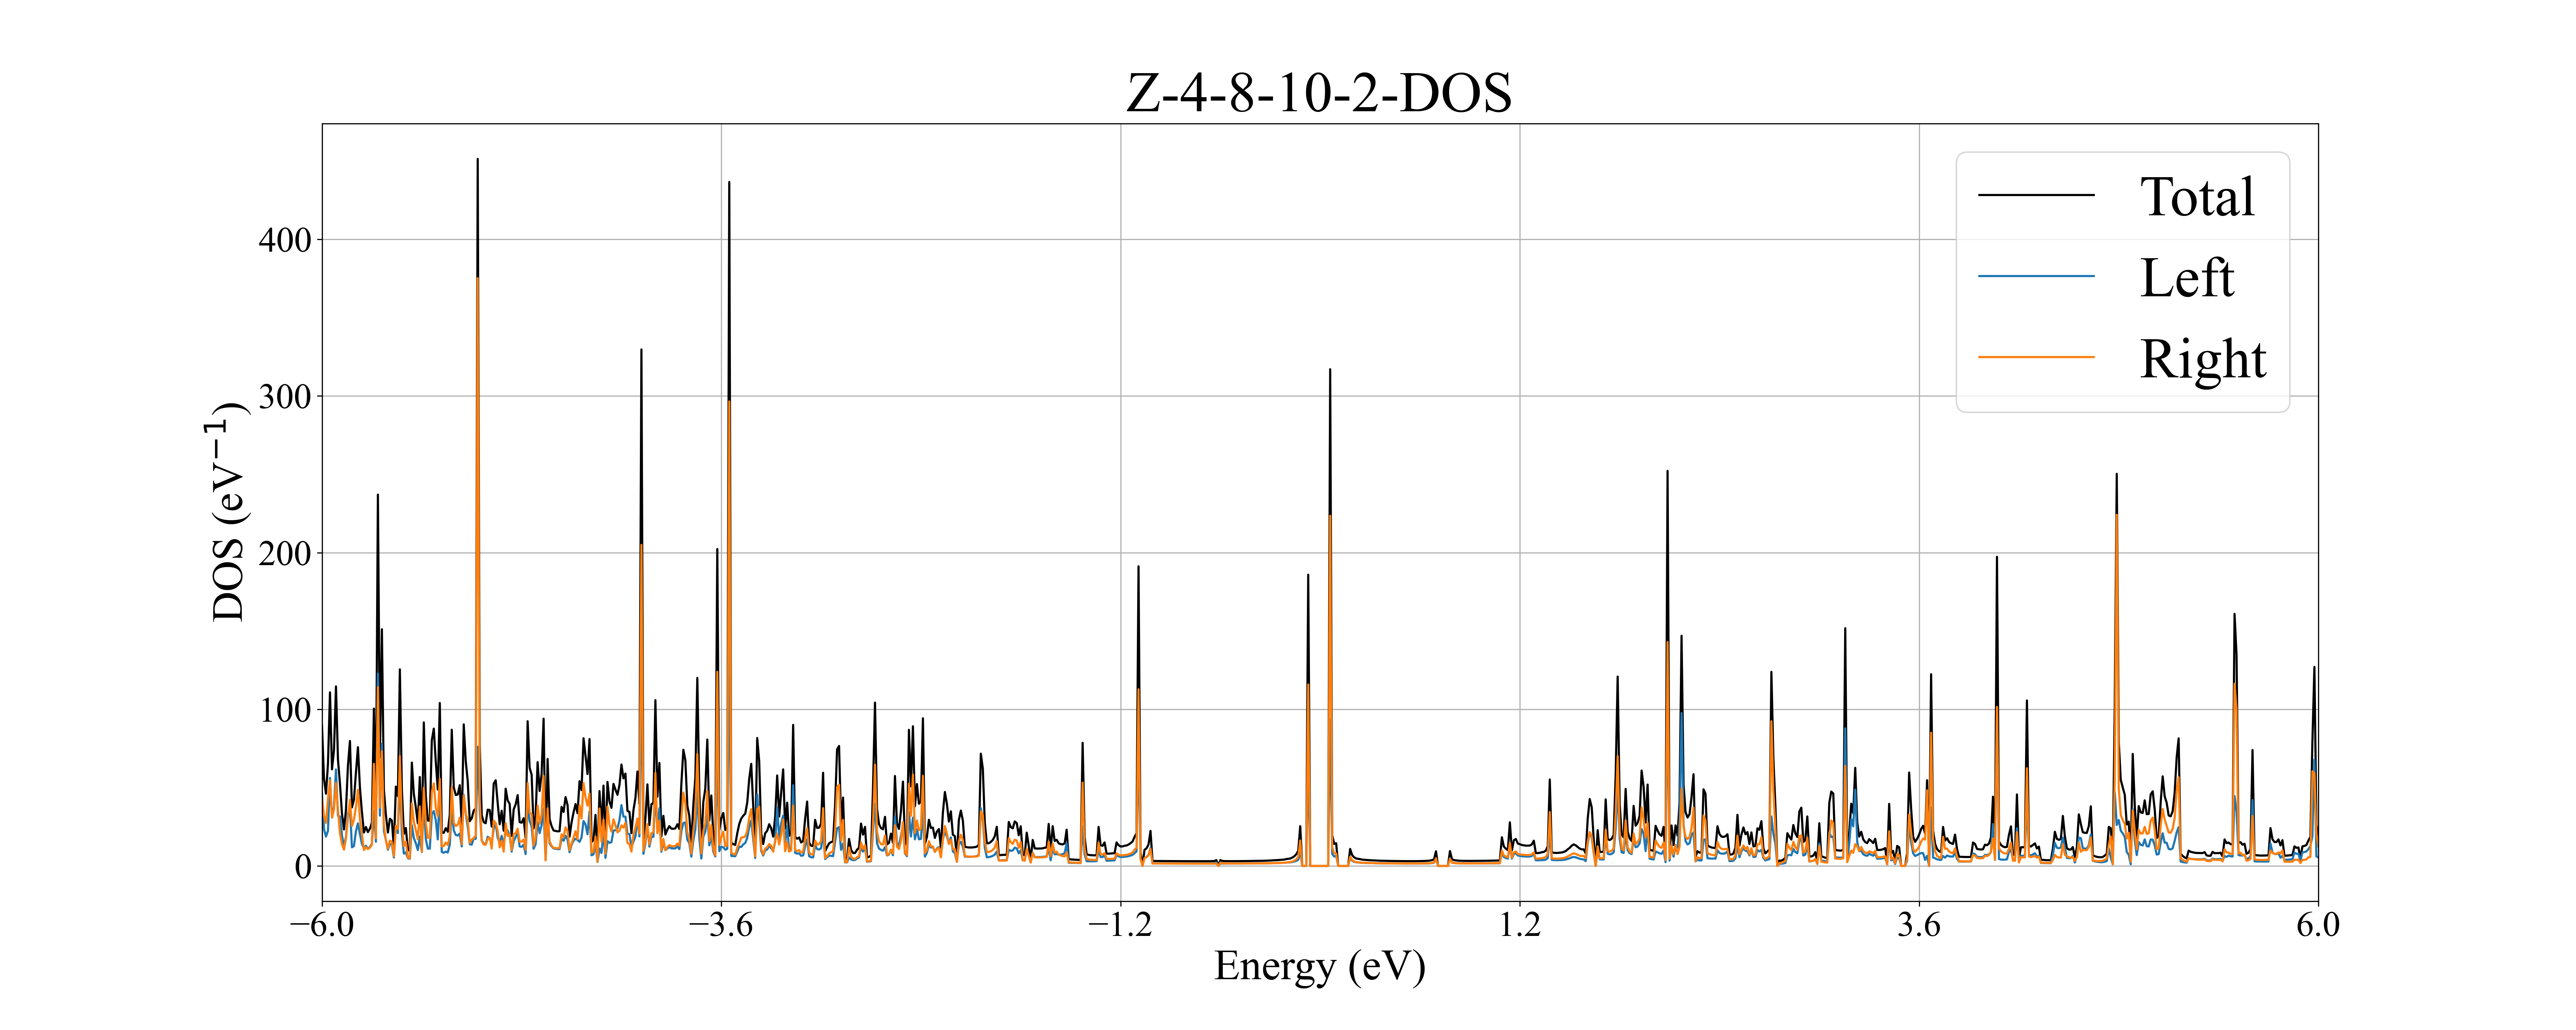 Z-4-8-10-2-DOS
Total
Left
Right
DOS (eV⁻¹)
400
300
200
100
0
−6.0 −3.6 −1.2 1.2 3.6 6.0
Energy (eV)